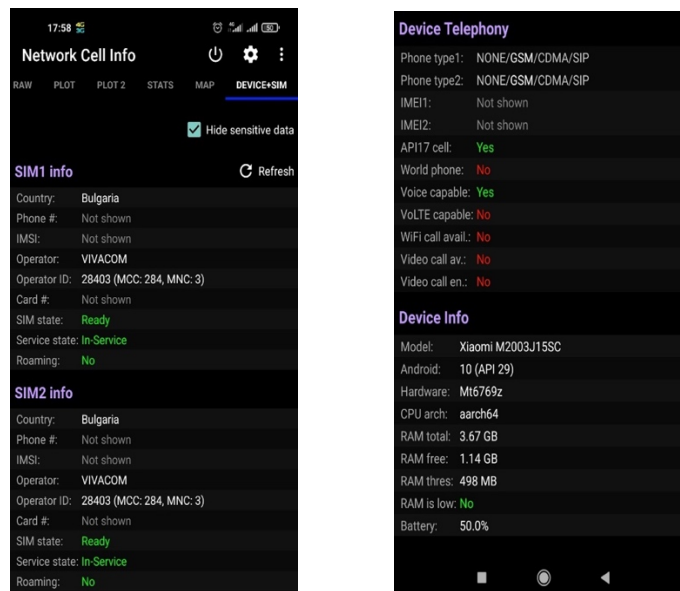 17:58 4G 3G 4G 50
Network Cell Info
RAW PLOT PLOT 2 STATS MAP DEVICE+SIM
Hide sensitive data
SIM1 info Refresh
Country: Bulgaria
Phone #: Not shown
IMSI: Not shown
Operator: VIVACOM
Operator ID: 28403 (MCC: 284, MNC: 3)
Card #: Not shown
SIM state: Ready
Service state: In-Service
Roaming: No
SIM2 info
Country: Bulgaria
Phone #: Not shown
IMSI: Not shown
Operator: VIVACOM
Operator ID: 28403 (MCC: 284, MNC: 3)
Card #: Not shown
SIM state: Ready
Service state: In-Service
Roaming: No
Device Telephony
Phone type1: NONE/GSM/CDMA/SIP
Phone type2: NONE/GSM/CDMA/SIP
IMEI1: Not shown
IMEI2: Not shown
API17 cell: Yes
World phone: No
Voice capable: Yes
VoLTE capable: No
WiFi call avail.: No
Video call av.: No
Video call en.: No
Device Info
Model: Xiaomi M2003J15SC
Android: 10 (API 29)
Hardware: Mt6769z
CPU arch: aarch64
RAM total: 3.67 GB
RAM free: 1.14 GB
RAM thres: 498 MB
RAM is low: No
Battery: 50.0%